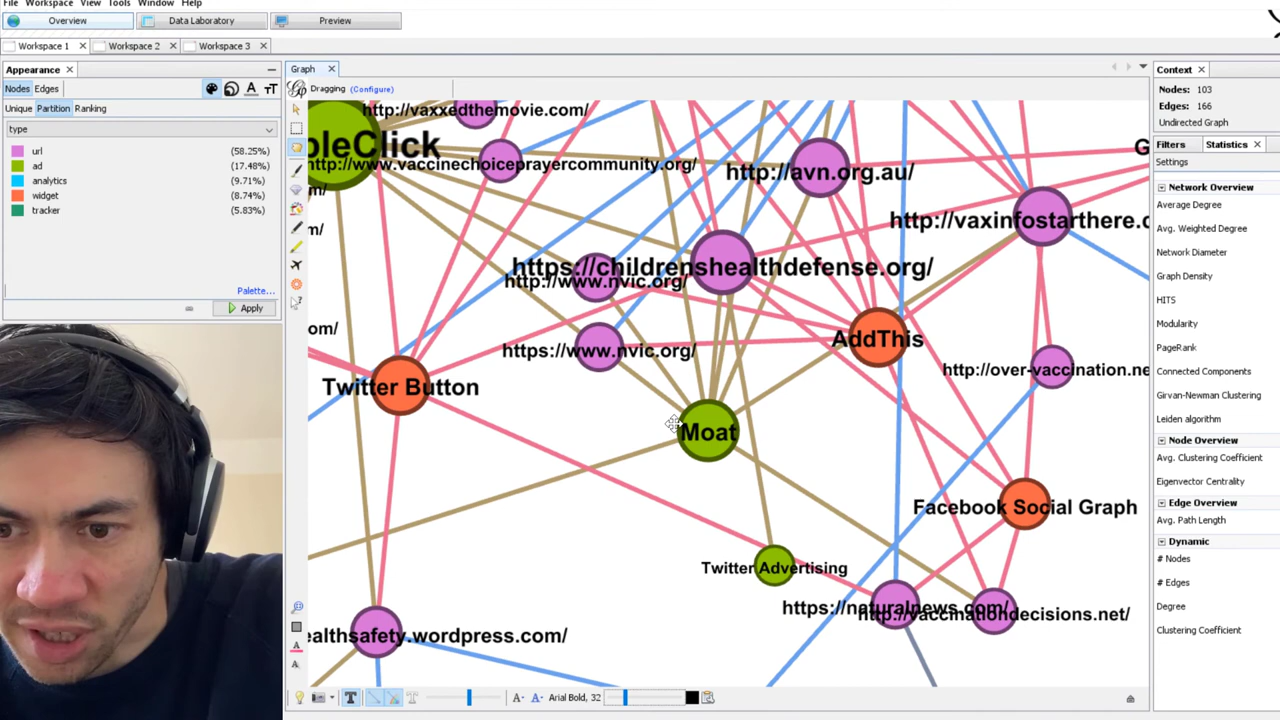 File Workspace View Tools Window Help
Overview Data Laboratory Preview
Workspace 1 Workspace 2 Workspace 3
Appearance
Nodes Edges
Unique Partition Ranking
type
url (58.25%)
ad (17.48%)
analytics (9.71%)
widget (8.74%)
tracker (5.83%)
Palette...
Apply
Graph
Dragging (Configure)
http://vaxxedthemovie.com/
bleClick
http://www.vaccinechoiceprayercommunity.org/
http://avn.org.au/
G
m/
http://vaxinfostarthere.c
m/
https://childrenshealthdefense.org/
http://www.nvic.org/
om/
https://www.nvic.org/
AddThis
http://over-vaccination.ne
Twitter Button
Moat
Facebook Social Graph
Twitter Advertising
https://naturalnews.com/
http://vaccinationdecisions.net/
ealthsafety.wordpress.com/
T T A- A- Arial Bold, 32
Context
Nodes: 103
Edges: 166
Undirected Graph
Filters Statistics
Settings
Network Overview
Average Degree
Avg. Weighted Degree
Network Diameter
Graph Density
HITS
Modularity
PageRank
Connected Components
Girvan-Newman Clustering
Leiden algorithm
Node Overview
Avg. Clustering Coefficient
Eigenvector Centrality
Edge Overview
Avg. Path Length
Dynamic
# Nodes
# Edges
Degree
Clustering Coefficient